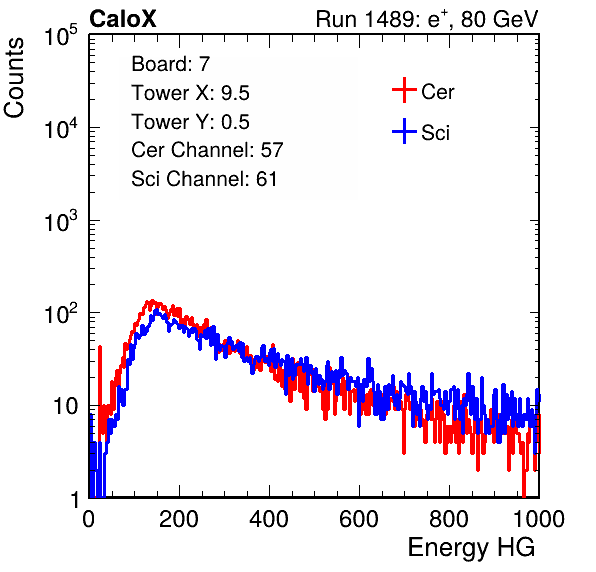 CaloX Run 1489: e⁺, 80 GeV
Counts
Board: 7
Tower X: 9.5
Tower Y: 0.5
Cer Channel: 57
Sci Channel: 61
Cer
Sci
10⁵
10⁴
10³
10²
10
1
0 200 400 600 800 1000
Energy HG